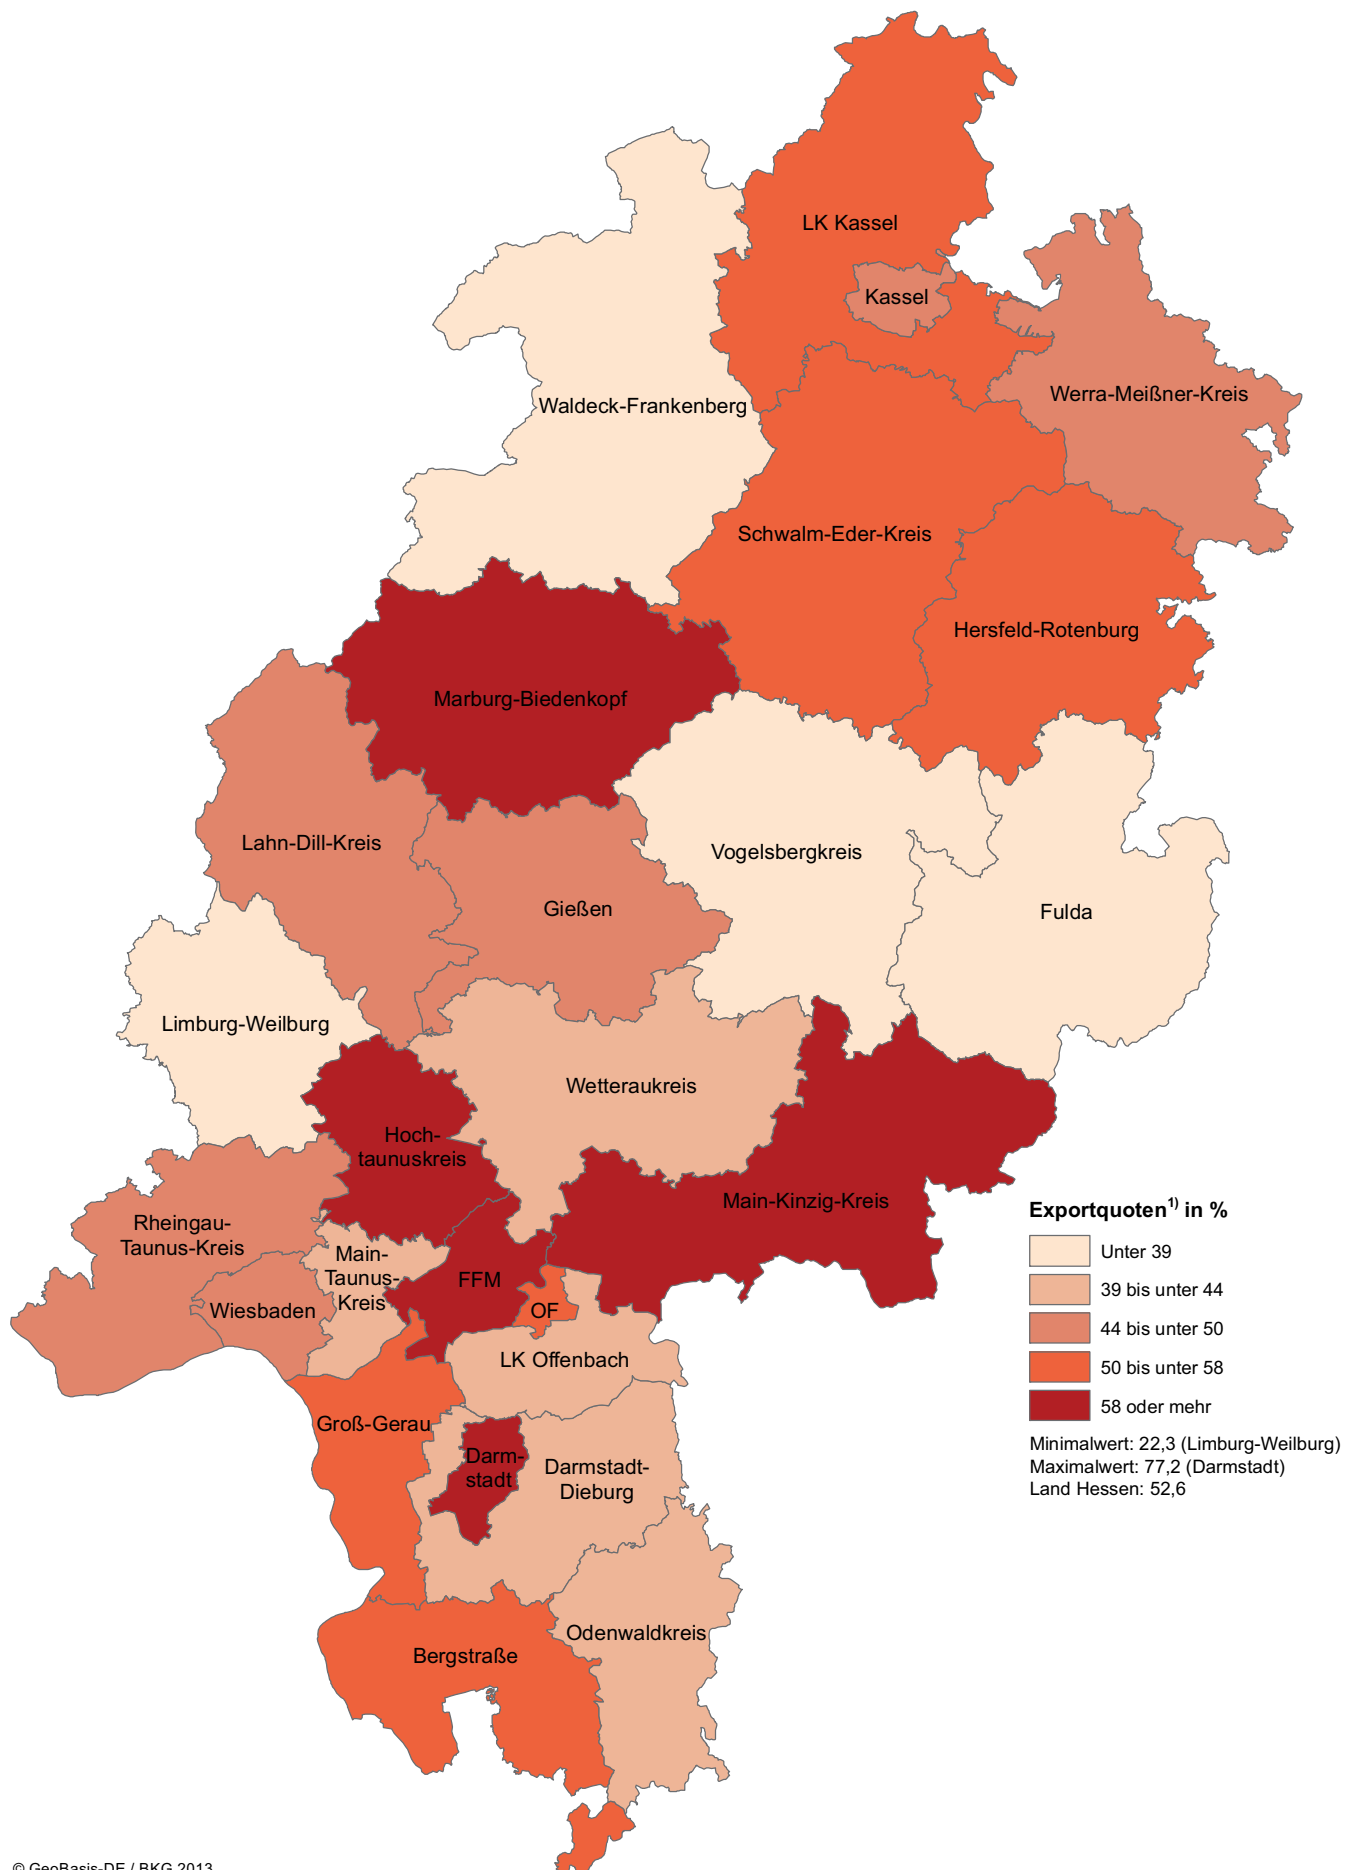 LK Kassel
Kassel
Werra-Meißner-Kreis
Waldeck-Frankenberg
Schwalm-Eder-Kreis
Hersfeld-Rotenburg
Marburg-Biedenkopf
Lahn-Dill-Kreis
Vogelsbergkreis
Gießen
Fulda
Limburg-Weilburg
Wetteraukreis
Hoch-
taunuskreis
Main-Kinzig-Kreis
Rheingau-
Taunus-Kreis
Main-
Taunus-
Kreis
FFM
Wiesbaden
OF
LK Offenbach
Groß-Gerau
Darm-
stadt
Darmstadt-
Dieburg
Odenwaldkreis
Bergstraße
Exportquoten1) in %
Unter 39
39 bis unter 44
44 bis unter 50
50 bis unter 58
58 oder mehr
Minimalwert: 22,3 (Limburg-Weilburg)
Maximalwert: 77,2 (Darmstadt)
Land Hessen: 52,6
© GeoBasis-DE / BKG 2013